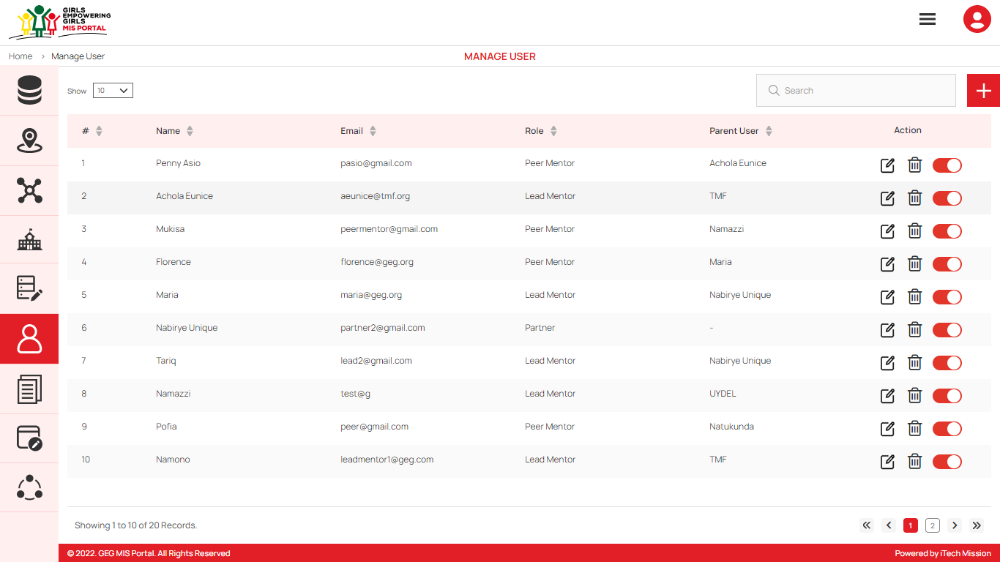 GIRLS
EMPOWERING
GIRLS
MIS PORTAL
Home > Manage User
MANAGE USER
Show 10
Search
# Name Email Role Parent User Action
1 Penny Asio pasio@gmail.com Peer Mentor Achola Eunice
2 Achola Eunice aeunice@tmf.org Lead Mentor TMF
3 Mukisa peermentor@gmail.com Peer Mentor Namazzi
4 Florence florence@geg.org Peer Mentor Maria
5 Maria maria@geg.org Lead Mentor Nabirye Unique
6 Nabirye Unique partner2@gmail.com Partner -
7 Tariq lead2@gmail.com Lead Mentor Nabirye Unique
8 Namazzi test@g Lead Mentor UYDEL
9 Pofia peer@gmail.com Peer Mentor Natukunda
10 Namono leadmentor1@geg.com Lead Mentor TMF
Showing 1 to 10 of 20 Records.
« ‹ 1 2 › »
© 2022. GEG MIS Portal. All Rights Reserved
Powered by iTech Mission